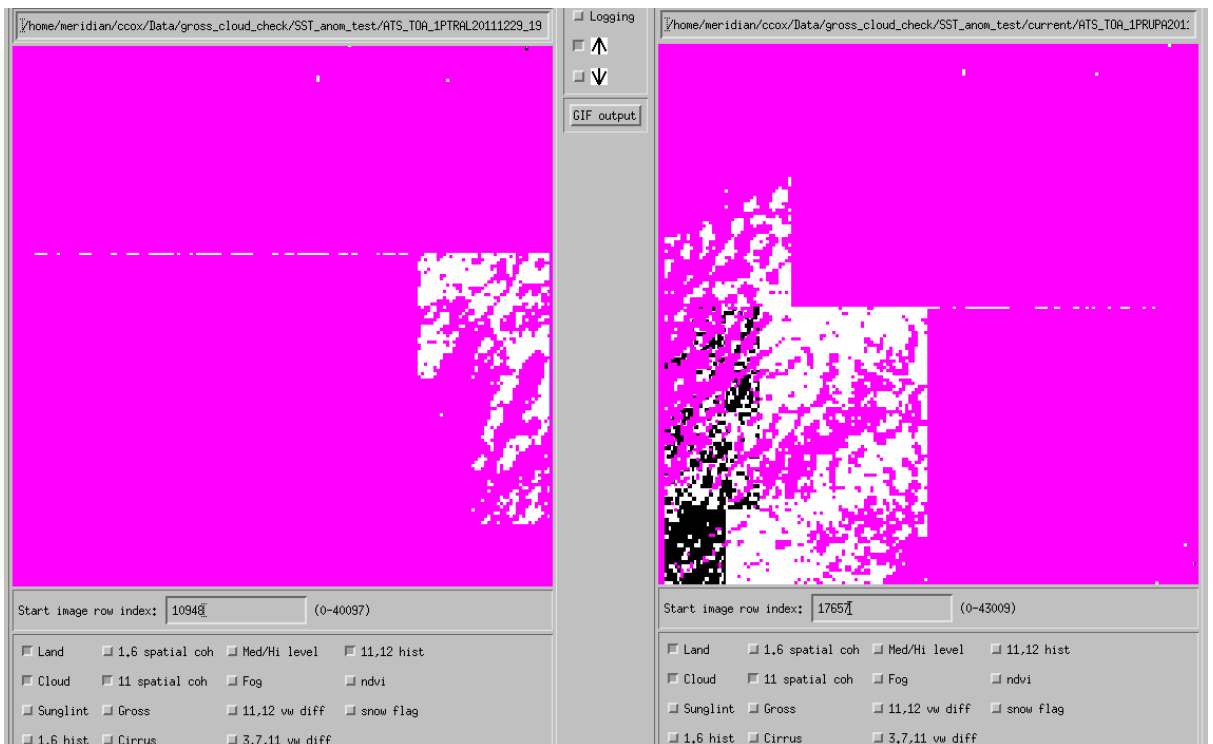 /home/meridian/ccox/Data/gross_cloud_check/SST_anom_test/ATS_TOA_1PTRAL20111229_19
Logging
GIF output
/home/meridian/ccox/Data/gross_cloud_check/SST_anom_test/current/ATS_TOA_1PRUPA2011
Start image row index: 10948 (0-40097)
Land 1.6 spatial coh Med/Hi level 11,12 hist
Cloud 11 spatial coh Fog ndvi
Sunglint Gross 11,12 vw diff snow flag
1.6 hist Cirrus 3.7,11 vw diff
Start image row index: 17657 (0-43009)
Land 1.6 spatial coh Med/Hi level 11,12 hist
Cloud 11 spatial coh Fog ndvi
Sunglint Gross 11,12 vw diff snow flag
1.6 hist Cirrus 3.7,11 vw diff